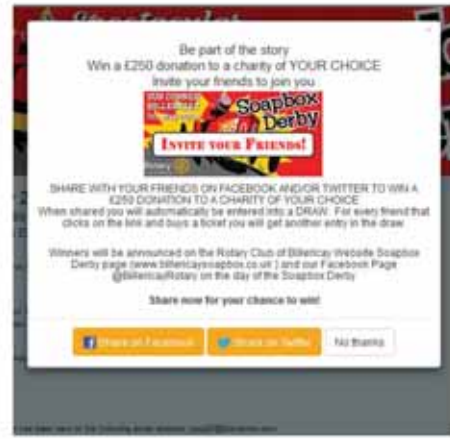 Be part of the story
Win a £250 donation to a charity of YOUR CHOICE
Invite your friends to join you
Soapbox
Derby
INVITE YOUR FRIENDS!
Rotary
SHARE WITH YOUR FRIENDS ON FACEBOOK AND/OR TWITTER TO WIN A
£250 DONATION TO A CHARITY OF YOUR CHOICE
When shared you will automatically be entered into a DRAW. For every friend that
clicks on the link and buys a ticket you will get another entry in the draw
Winners will be announced on the Rotary Club of Billericay Website Soapbox
Derby page (www.billericaysoapbox.co.uk ) and our Facebook Page
@BillericayRotary on the day of the Soapbox Derby
Share now for your chance to win!
Share on Facebook
Share on Twitter
No thanks